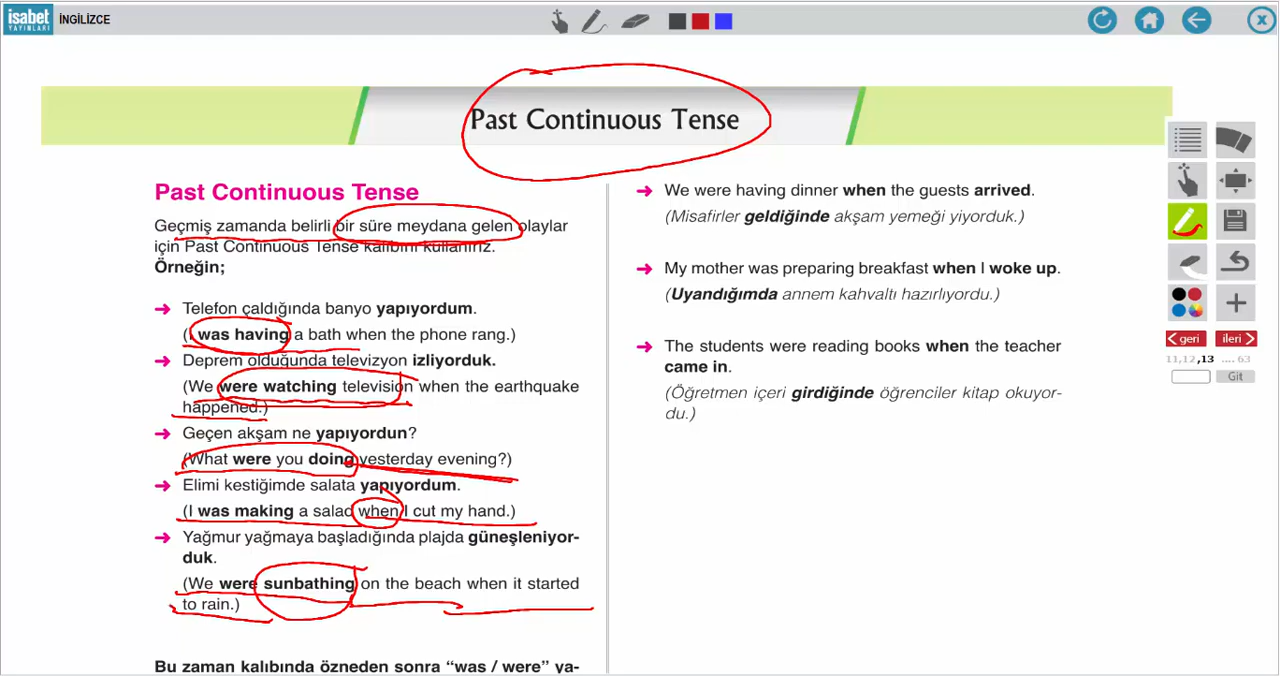 isabet
YAYINLARI
İNGİLİZCE
Past Continuous Tense
Past Continuous Tense
Geçmiş zamanda belirli bir süre meydana gelen olaylar
için Past Continuous Tense kalıbını kullanırız.
Örneğin;
➜ Telefon çaldığında banyo yapıyordum.
(I was having a bath when the phone rang.)
➜ Deprem olduğunda televizyon izliyorduk.
(We were watching television when the earthquake
happened.)
➜ Geçen akşam ne yapıyordun?
(What were you doing yesterday evening?)
➜ Elimi kestiğimde salata yapıyordum.
(I was making a salad when I cut my hand.)
➜ Yağmur yağmaya başladığında plajda güneşleniyor-
duk.
(We were sunbathing on the beach when it started
to rain.)
Bu zaman kalıbında özneden sonra “was / were” ya-
➜ We were having dinner when the guests arrived.
(Misafirler geldiğinde akşam yemeği yiyorduk.)
➜ My mother was preparing breakfast when I woke up.
(Uyandığımda annem kahvaltı hazırlıyordu.)
➜ The students were reading books when the teacher
came in.
(Öğretmen içeri girdiğinde öğrenciler kitap okuyor-
du.)
geri ileri
11,12,13 .... 63
Git